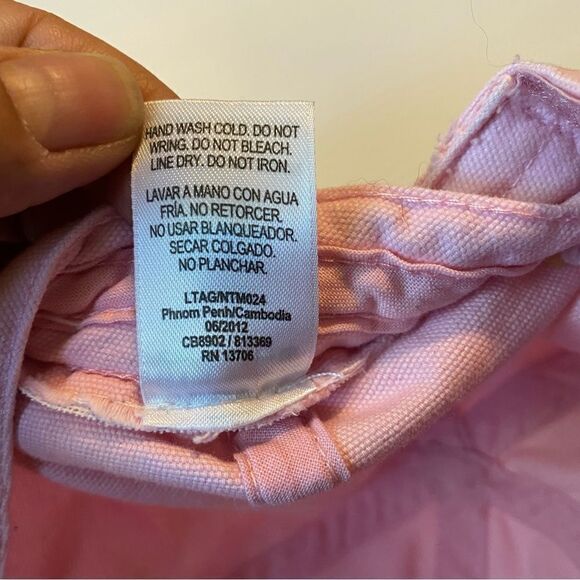 HAND WASH COLD. DO NOT
WRING. DO NOT BLEACH.
LINE DRY. DO NOT IRON.
LAVAR A MANO CON AGUA
FRÍA. NO RETORCER.
NO USAR BLANQUEADOR.
SECAR COLGADO.
NO PLANCHAR.
LTAG/NTM024
Phnom Penh/Cambodia
06/2012
CB8902 / 813369
RN 13706